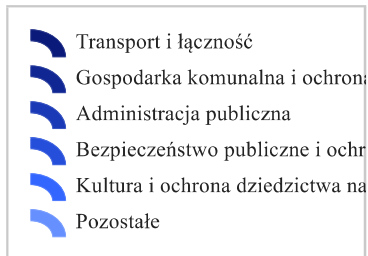 Transport i łączność
Gospodarka komunalna i ochrona
Administracja publiczna
Bezpieczeństwo publiczne i ochr
Kultura i ochrona dziedzictwa na
Pozostałe